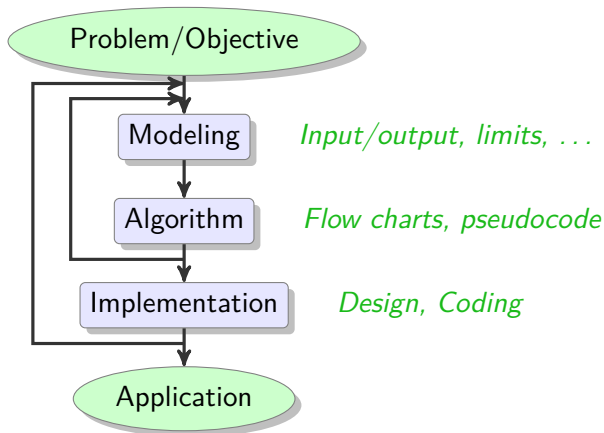 Problem/Objective
Modeling
Input/output, limits, ...
Algorithm
Flow charts, pseudocode
Implementation
Design, Coding
Application